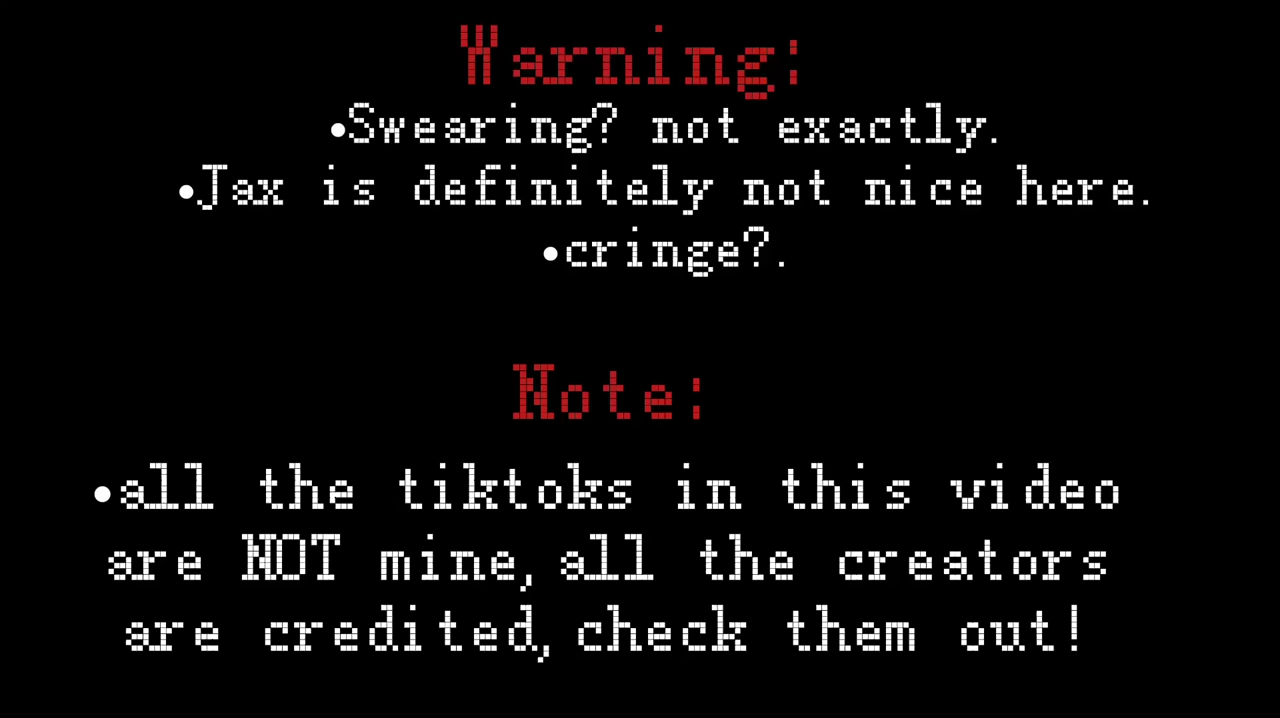 Warning:
•Swearing? not exactly.
•Jax is definitely not nice here.
•cringe?.
Note:
•all the tiktoks in this video
are NOT mine, all the creators
are credited, check them out!